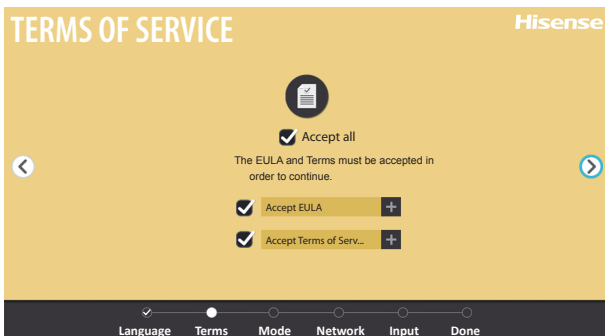 TERMS OF SERVICE
Hisense
Accept all
The EULA and Terms must be accepted in
order to continue.
Accept EULA
Accept Terms of Serv...
Language Terms Mode Network Input Done